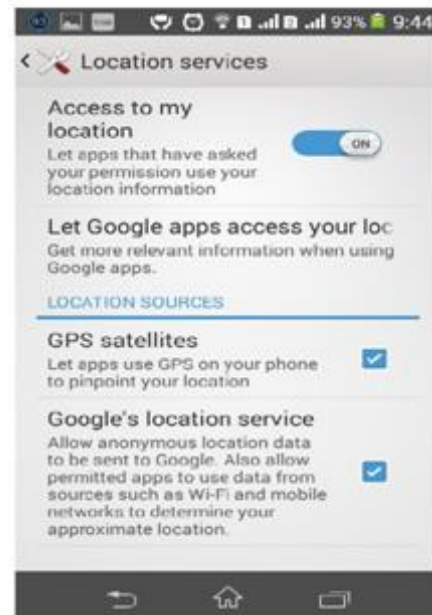 93% 9:44
Location services
Access to my
location
ON
Let apps that have asked
your permission use your
location information
Let Google apps access your loc
Get more relevant information when using
Google apps.
LOCATION SOURCES
GPS satellites
Let apps use GPS on your phone
to pinpoint your location
Google's location service
Allow anonymous location data
to be sent to Google. Also allow
permitted apps to use data from
sources such as Wi-Fi and mobile
networks to determine your
approximate location.